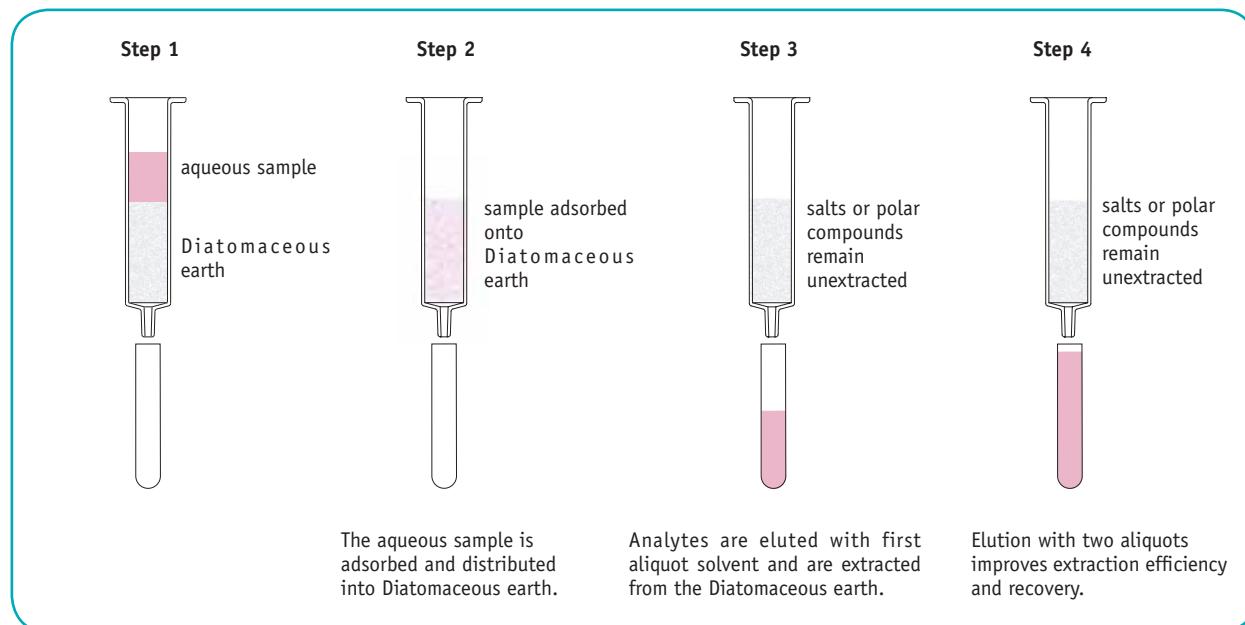 Step 1
Step 2
Step 3
Step 4
aqueous sample
Diatomaceous
earth
sample adsorbed
onto
Diatomaceous
earth
salts or polar
compounds
remain
unextracted
salts or polar
compounds
remain
unextracted
The aqueous sample is
adsorbed and distributed
into Diatomaceous earth.
Analytes are eluted with first
aliquot solvent and are extracted
from the Diatomaceous earth.
Elution with two aliquots
improves extraction efficiency
and recovery.